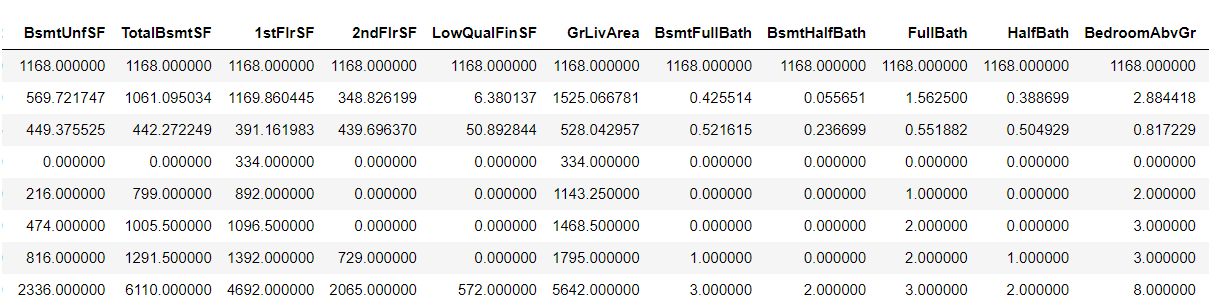 BsmtUnfSF TotalBsmtSF 1stFlrSF 2ndFlrSF LowQualFinSF GrLivArea BsmtFullBath BsmtHalfBath FullBath HalfBath BedroomAbvGr
1168.000000 1168.000000 1168.000000 1168.000000 1168.000000 1168.000000 1168.000000 1168.000000 1168.000000 1168.000000 1168.000000
569.721747 1061.095034 1169.860445 348.826199 6.380137 1525.066781 0.425514 0.055651 1.562500 0.388699 2.884418
449.375525 442.272249 391.161983 439.696370 50.892844 528.042957 0.521615 0.236699 0.551882 0.504929 0.817229
0.000000 0.000000 334.000000 0.000000 0.000000 334.000000 0.000000 0.000000 0.000000 0.000000 0.000000
216.000000 799.000000 892.000000 0.000000 0.000000 1143.250000 0.000000 0.000000 1.000000 0.000000 2.000000
474.000000 1005.500000 1096.500000 0.000000 0.000000 1468.500000 0.000000 0.000000 2.000000 0.000000 3.000000
816.000000 1291.500000 1392.000000 729.000000 0.000000 1795.000000 1.000000 0.000000 2.000000 1.000000 3.000000
2336.000000 6110.000000 4692.000000 2065.000000 572.000000 5642.000000 3.000000 2.000000 3.000000 2.000000 8.000000